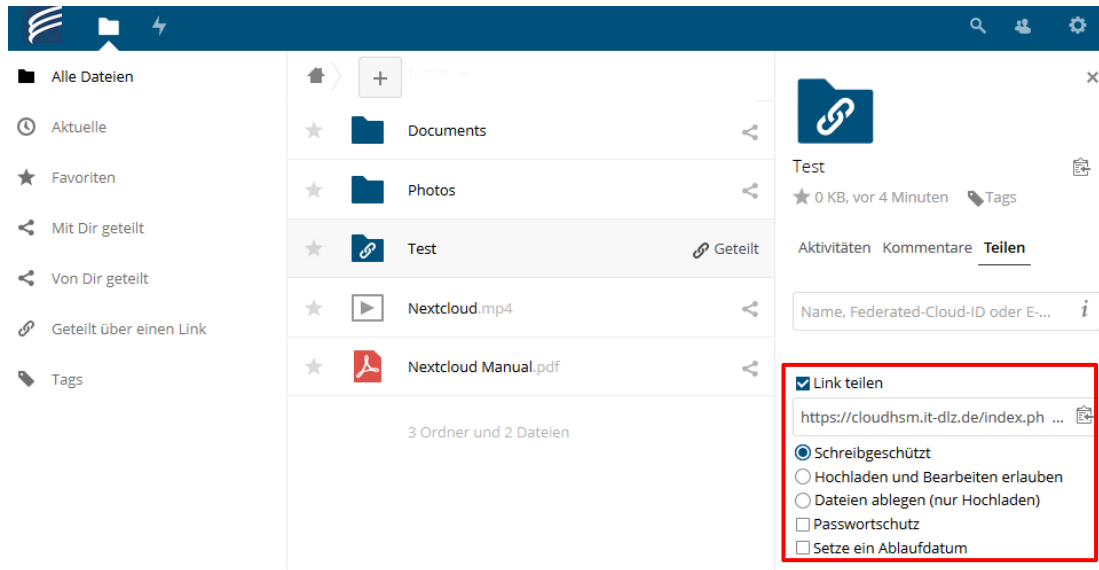 Alle Dateien
Aktuelle
Favoriten
Mit Dir geteilt
Von Dir geteilt
Geteilt über einen Link
Tags
+
Name
Documents
Photos
Test
Geteilt
Nextcloud.mp4
Nextcloud Manual.pdf
3 Ordner und 2 Dateien
×
Test
0 KB, vor 4 Minuten Tags
Aktivitäten Kommentare Teilen
Name, Federated-Cloud-ID oder E-... i
Link teilen
https://cloudhsm.it-dlz.de/index.ph ...
Schreibgeschützt
Hochladen und Bearbeiten erlauben
Dateien ablegen (nur Hochladen)
Passwortschutz
Setze ein Ablaufdatum